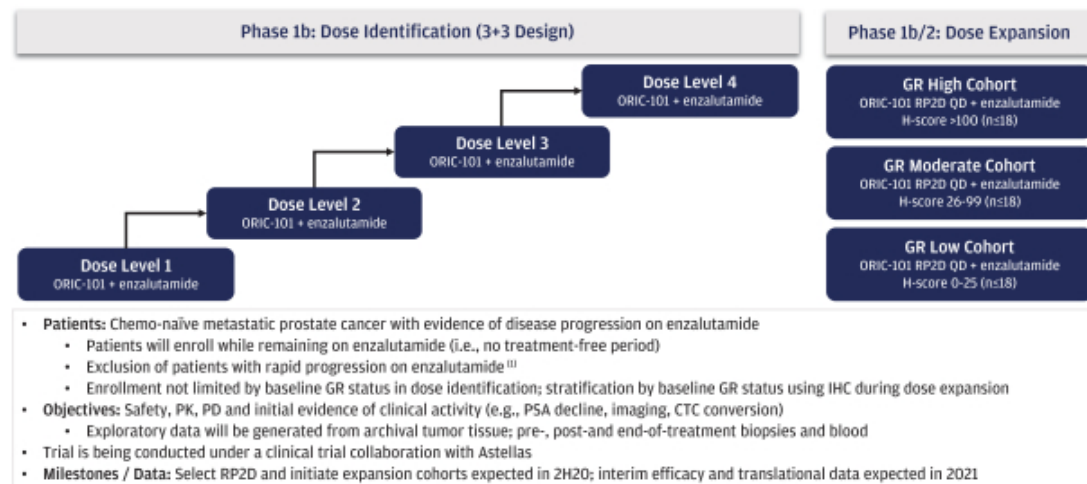 Phase 1b: Dose Identification (3+3 Design)
Phase 1b/2: Dose Expansion
Dose Level 4
ORIC-101 + enzalutamide
Dose Level 3
ORIC-101 + enzalutamide
Dose Level 2
ORIC-101 + enzalutamide
Dose Level 1
ORIC-101 + enzalutamide
GR High Cohort
ORIC-101 RP2D QD + enzalutamide
H-score >100 (n≤18)
GR Moderate Cohort
ORIC-101 RP2D QD + enzalutamide
H-score 26-99 (n≤18)
GR Low Cohort
ORIC-101 RP2D QD + enzalutamide
H-score 0-25 (n≤18)
• Patients: Chemo-naïve metastatic prostate cancer with evidence of disease progression on enzalutamide
• Patients will enroll while remaining on enzalutamide (i.e., no treatment-free period)
• Exclusion of patients with rapid progression on enzalutamide (1)
• Enrollment not limited by baseline GR status in dose identification; stratification by baseline GR status using IHC during dose expansion
• Objectives: Safety, PK, PD and initial evidence of clinical activity (e.g., PSA decline, imaging, CTC conversion)
• Exploratory data will be generated from archival tumor tissue; pre-, post-and end-of-treatment biopsies and blood
• Trial is being conducted under a clinical trial collaboration with Astellas
• Milestones / Data: Select RP2D and initiate expansion cohorts expected in 2H20; interim efficacy and translational data expected in 2021